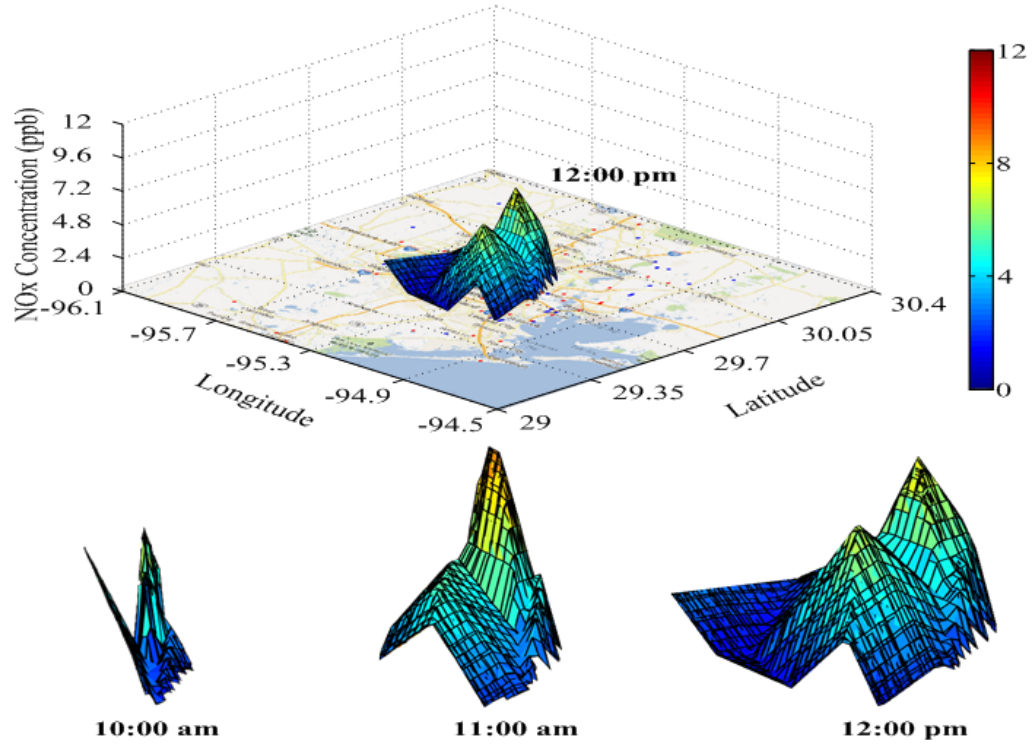 12
9.6
7.2
4.8
2.4
0
NOx Concentration (ppb)
12:00 pm
12
8
4
0
-96.1
-95.7
-95.3
-94.9
-94.5
Longitude
29
29.35
29.7
30.05
30.4
Latitude
10:00 am
11:00 am
12:00 pm